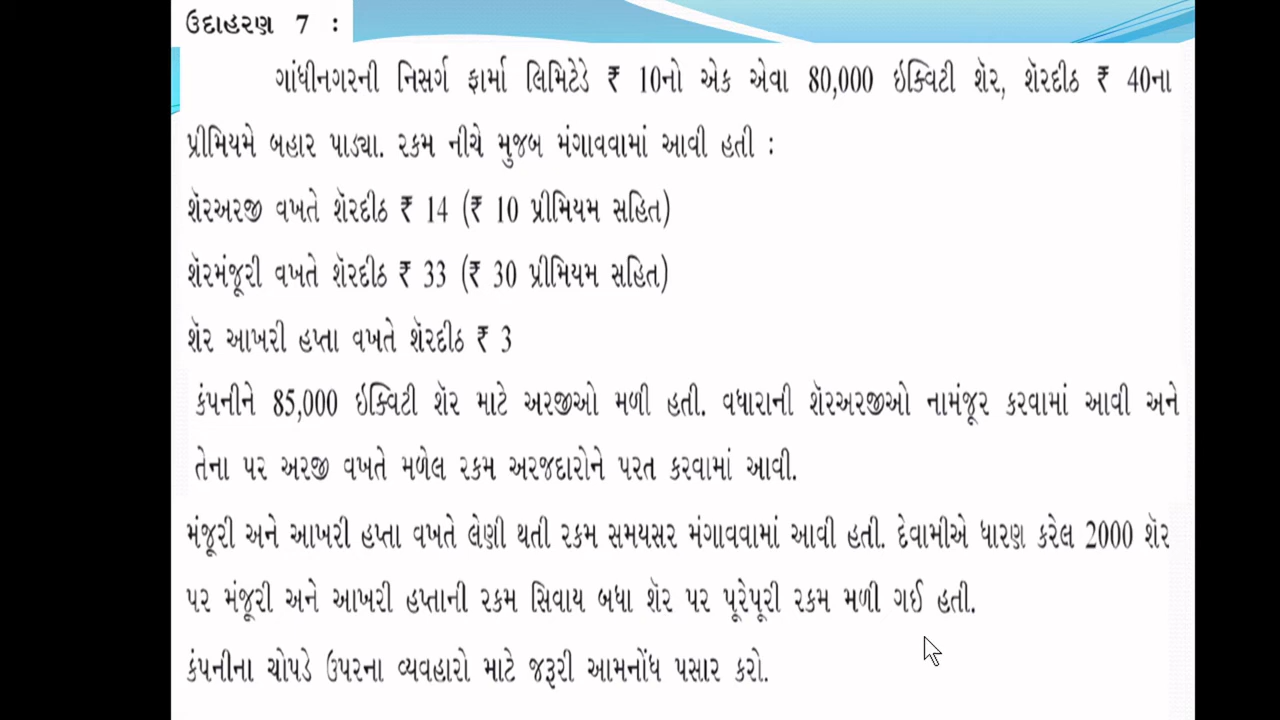 ઉદાહરણ 7 :
ગાંધીનગરની નિસર્ગ ફાર્મા લિમિટેડે ₹ 10નો એક એવા 80,000 ઇક્વિટી શૅર, શૅરદીઠ ₹ 40ના
પ્રીમિયમે બહાર પાડ્યા. રકમ નીચે મુજબ મંગાવવામાં આવી હતી :
શૅરઅરજી વખતે શૅરદીઠ ₹ 14 (₹ 10 પ્રીમિયમ સહિત)
શૅરમંજૂરી વખતે શૅરદીઠ ₹ 33 (₹ 30 પ્રીમિયમ સહિત)
શૅર આખરી હપ્તા વખતે શૅરદીઠ ₹ 3
કંપનીને 85,000 ઇક્વિટી શૅર માટે અરજીઓ મળી હતી. વધારાની શૅરઅરજીઓ નામંજૂર કરવામાં આવી અને
તેના પર અરજી વખતે મળેલ રકમ અરજદારોને પરત કરવામાં આવી.
મંજૂરી અને આખરી હપ્તા વખતે લેણી થતી રકમ સમયસર મંગાવવામાં આવી હતી. દેવામીએ ધારણ કરેલ 2000 શૅર
પર મંજૂરી અને આખરી હપ્તાની રકમ સિવાય બધા શૅર પર પૂરેપૂરી રકમ મળી ગઈ હતી.
કંપનીના ચોપડે ઉપરના વ્યવહારો માટે જરૂરી આમનોંધ પસાર કરો.